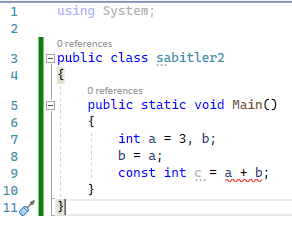 1 using System;
2
0 references
3 public class sabitler2
4 {
0 references
5 public static void Main()
6 {
7 int a = 3, b;
8 b = a;
9 const int c = a + b;
10 }
11 }